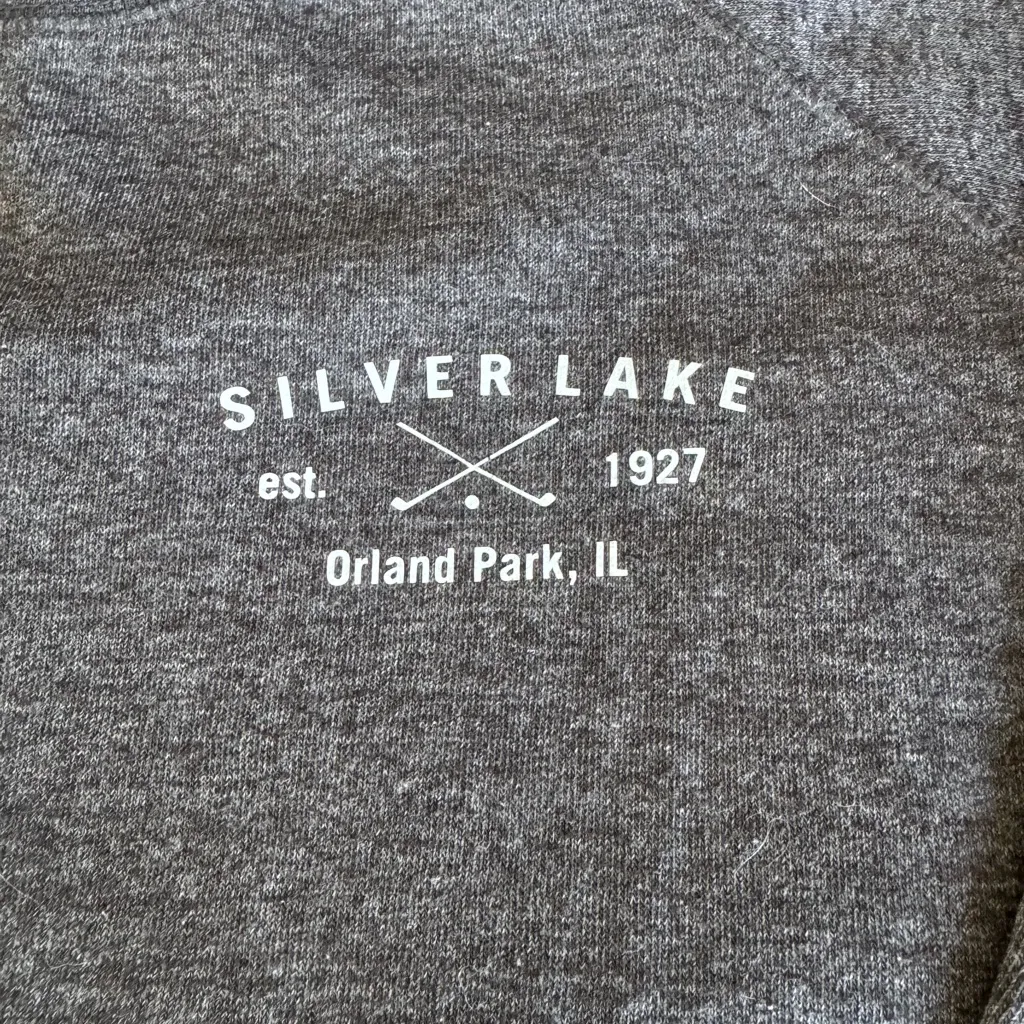 SILVER LAKE
est. 1927
Orland Park, IL